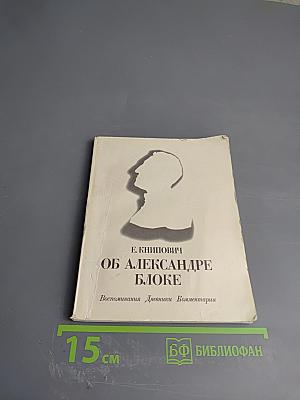 Е. КНИПОВИЧ
ОБ АЛЕКСАНДРЕ
БЛОКЕ
Воспоминания Дневники Комментарии
15 см
БФ БИБЛИОФАН